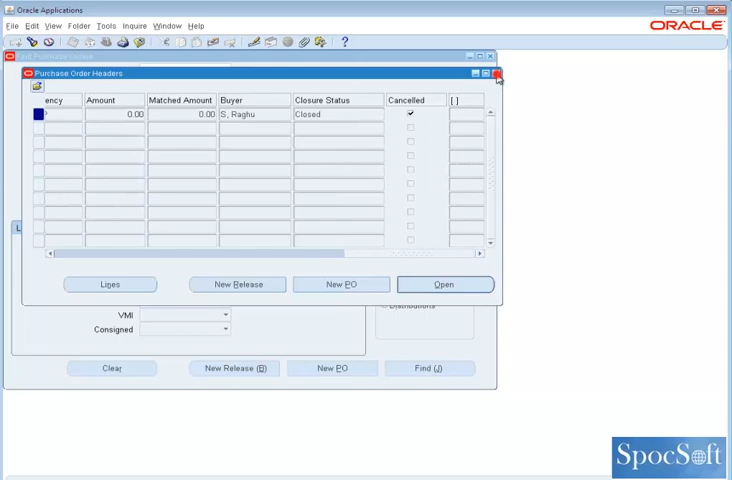 Oracle Applications
File Edit View Folder Tools Inquire Window Help
ORACLE
Purchase Order Headers
ency Amount Matched Amount Buyer Closure Status Cancelled [ ]
0.00 0.00 S, Raghu Closed
L
Lines New Release New PO Open
VMI
Distributions
Consigned
Clear New Release (R) New PO Find (J)
SpocSoft